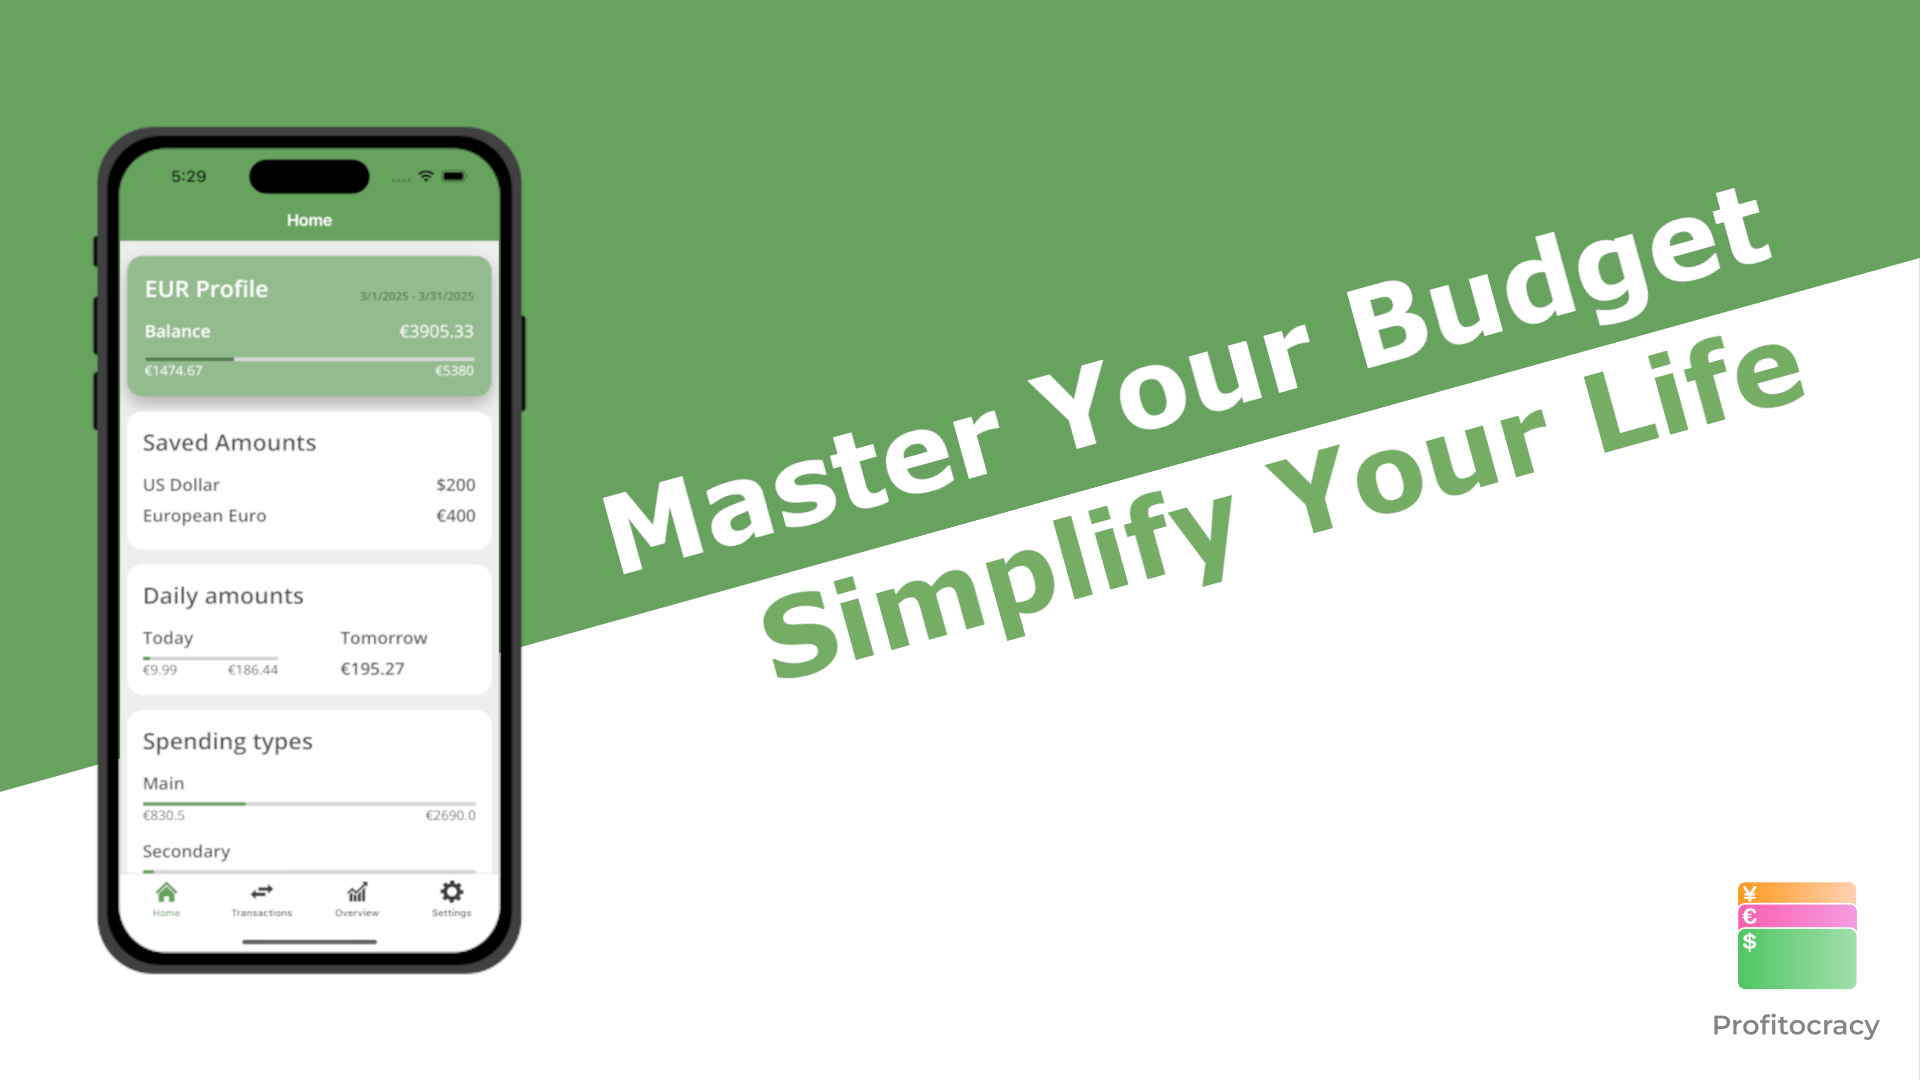 5:29
Home
EUR Profile
3/1/2025 - 3/31/2025
Balance €3905.33
€1474.67 €5380
Saved Amounts
US Dollar $200
European Euro €400
Daily amounts
Today Tomorrow
€9.99 €186.44 €195.27
Spending types
Main
€830.5 €2690.0
Secondary
Home Transactions Overview Settings
Master Your Budget
Simplify Your Life
¥
€
$
Profitocracy